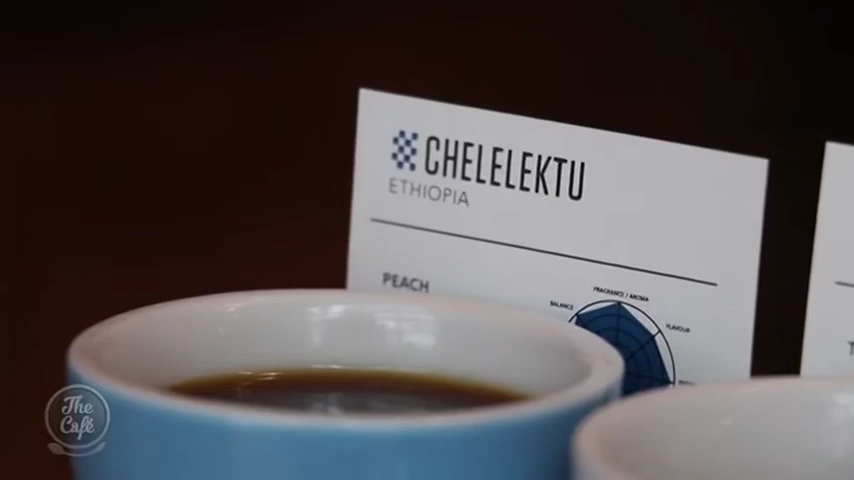 CHELELEKTU
ETHIOPIA
PEACH
FRAGRANCE / AROMA
BALANCE
FLAVOUR
The
Café